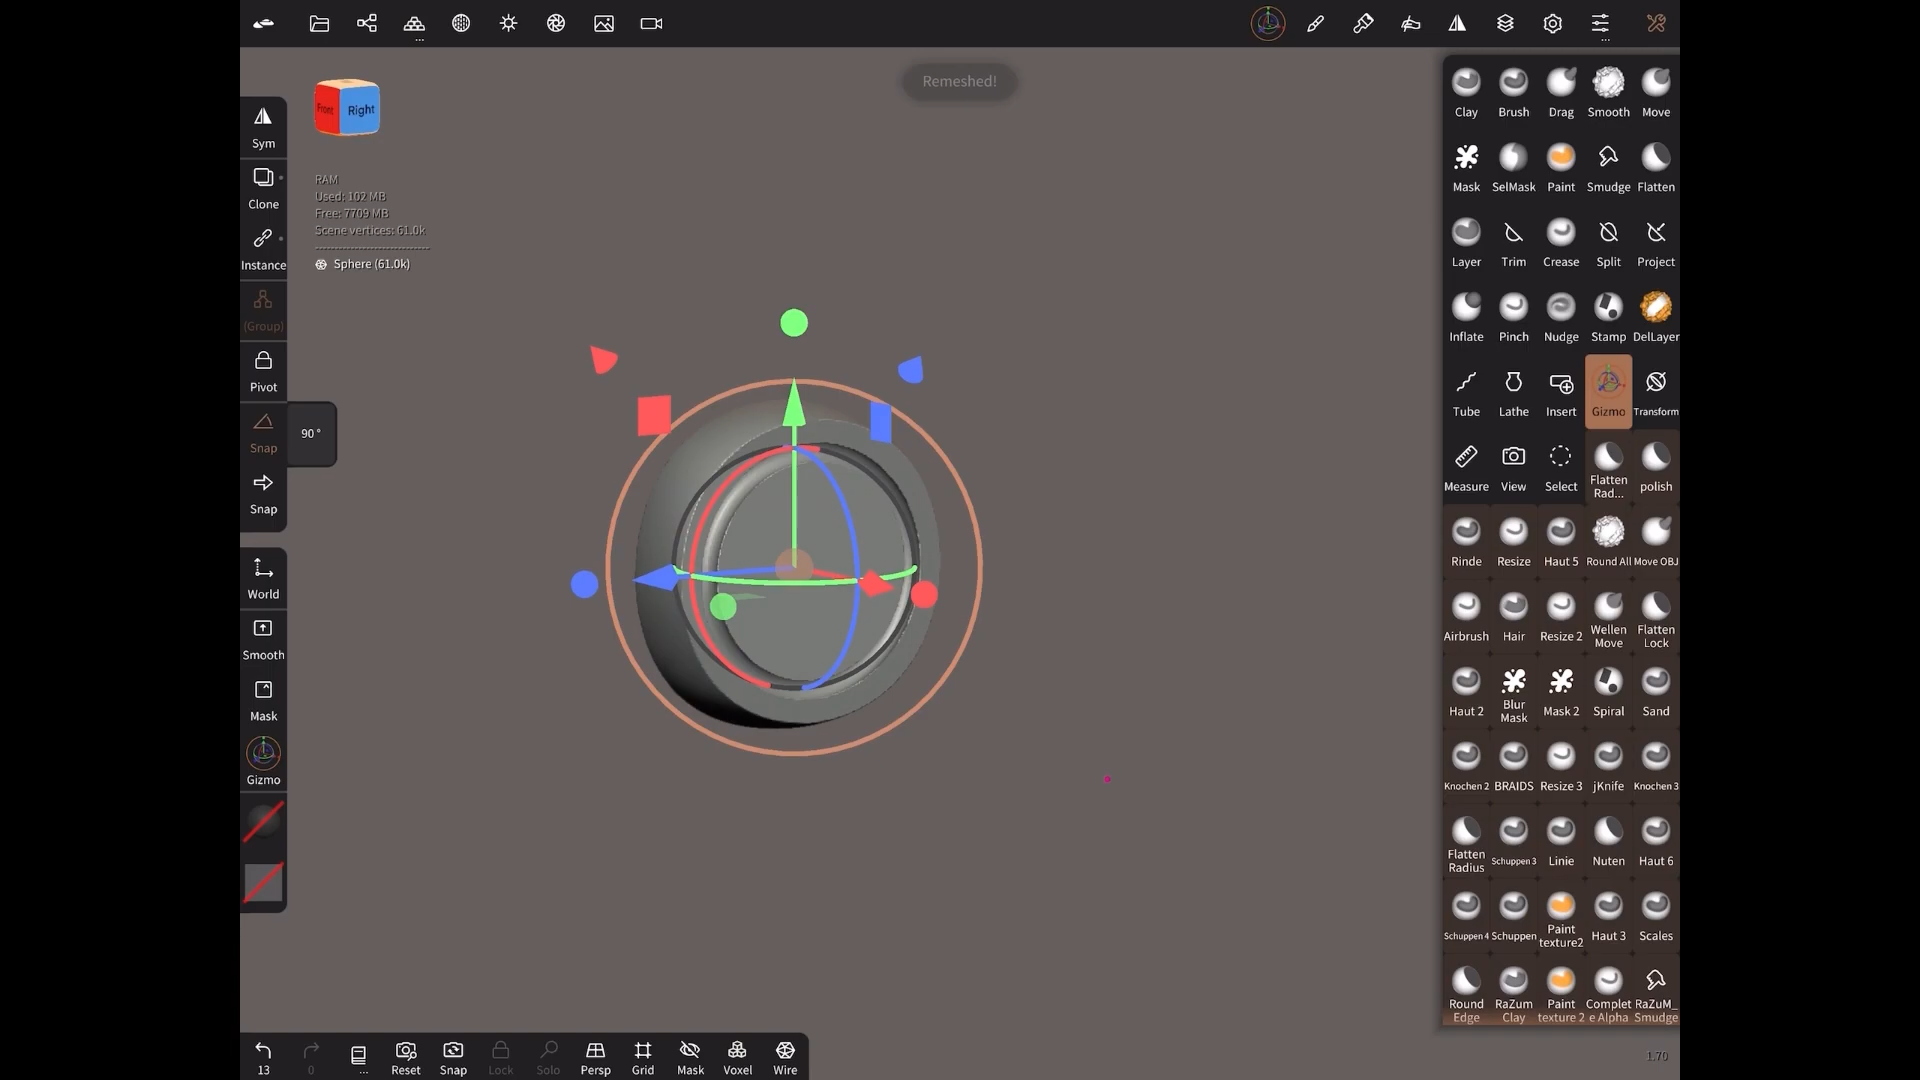 Remeshed!
Front
Right
RAM
Used: 102 MB
Free: 7709 MB
Scene vertices: 61.0k
------------------------------
Sphere (61.0k)
Sym
Clone
Instance
(Group)
Pivot
Snap
90 °
Snap
World
Smooth
Mask
Gizmo
Clay Brush Drag Smooth Move
Mask SelMask Paint Smudge Flatten
Layer Trim Crease Split Project
Inflate Pinch Nudge Stamp DelLayer
Tube Lathe Insert Gizmo Transform
Measure View Select Flatten Rad... polish
Rinde Resize Haut 5 Round All Move OBJ
Airbrush Hair Resize 2 Wellen Move Flatten Lock
Haut 2 Blur Mask Mask 2 Spiral Sand
Knochen 2 BRAIDS Resize 3 jKnife Knochen 3
Flatten Radius Schuppen 3 Linie Nuten Haut 6
Schuppen 4 Schuppen Paint texture2 Haut 3 Scales
Round Edge RaZum Clay Paint texture 2 Complet e Alpha RaZuM_ Smudge
13 0 ... Reset Snap Lock Solo Persp Grid Mask Voxel Wire
1.70